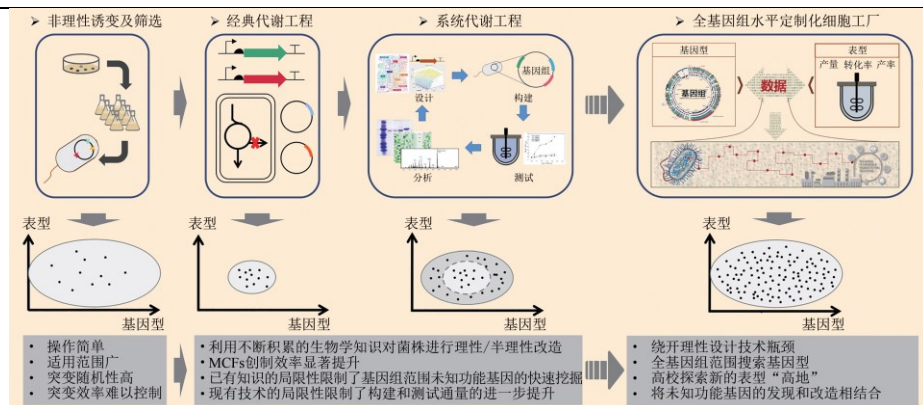 ➢ 非理性诱变及筛选
➢ 经典代谢工程
➢ 系统代谢工程
➢ 全基因组水平定制化细胞工厂
设计
基因组
构建
分析
测试
基因型
基因组
数据
表型
产量 转化率 产率
表型
基因型
表型
基因型
表型
基因型
表型
基因型
• 操作简单
• 适用范围广
• 突变随机性高
• 突变效率难以控制
• 利用不断积累的生物学知识对菌株进行理性/半理性改造
• MCFs创制效率显著提升
• 已有知识的局限性限制了基因组范围未知功能基因的快速挖掘
• 现有技术的局限性限制了构建和测试通量的进一步提升
• 绕开理性设计技术瓶颈
• 全基因组范围搜索基因型
• 高校探索新的表型“高地”
• 将未知功能基因的发现和改造相结合